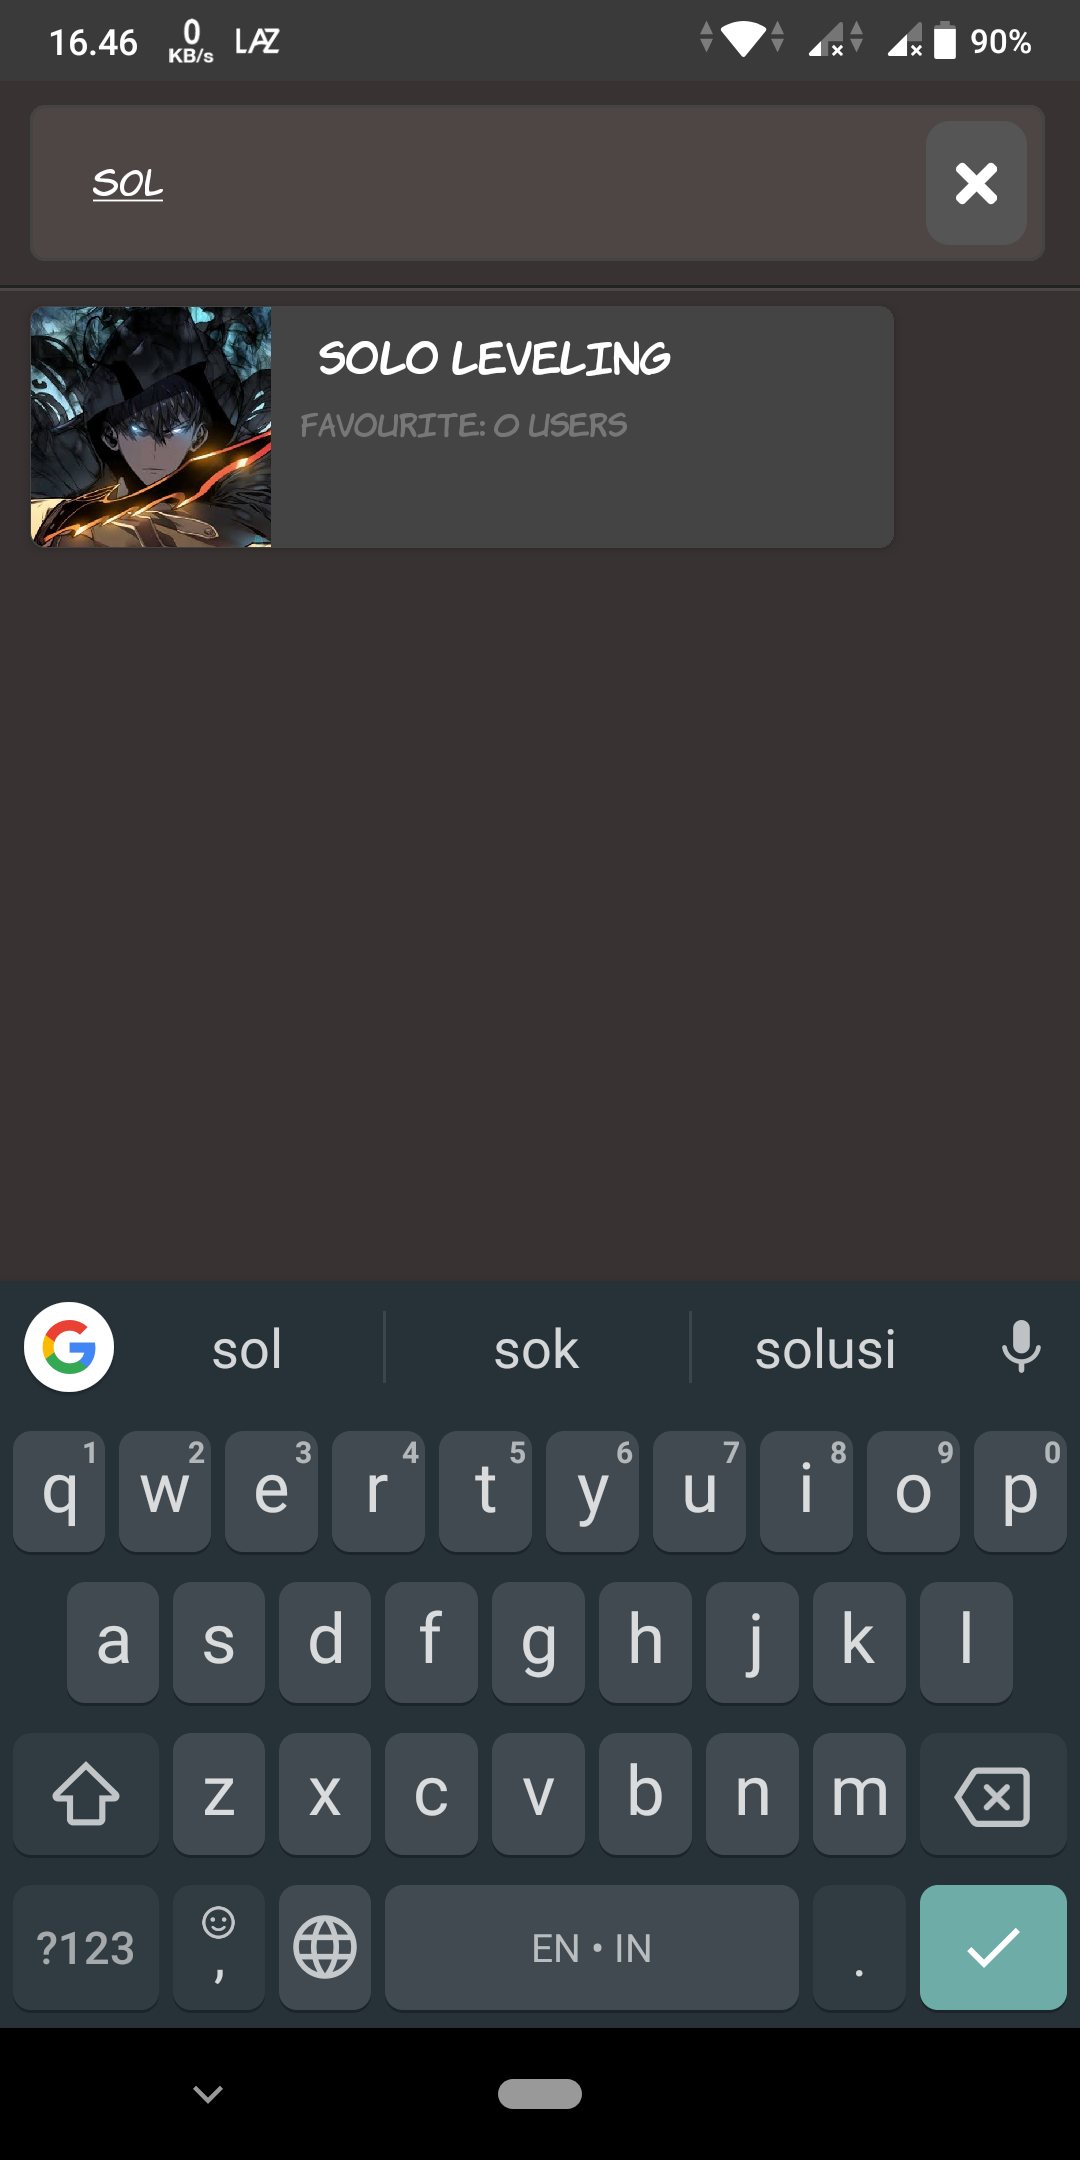 16.46 0 KB/s LAZ 90%
SOL
SOLO LEVELING
FAVOURITE: 0 USERS
sol sok solusi
1 2 3 4 5 6 7 8 9 0
q w e r t y u i o p
a s d f g h j k l
z x c v b n m
?123 , EN • IN .